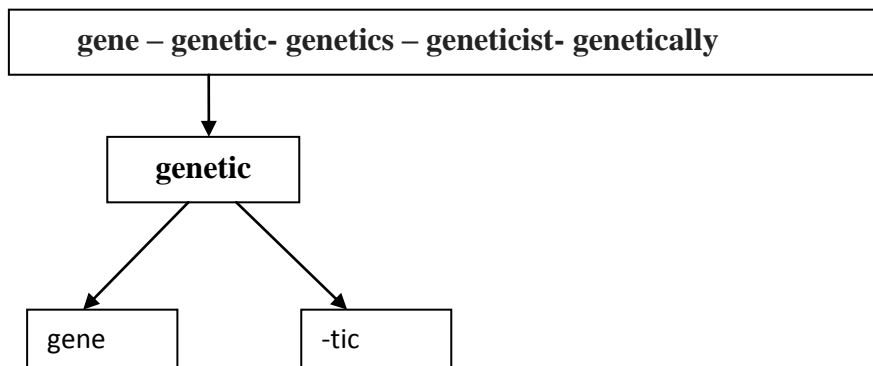 gene – genetic- genetics – geneticist- genetically
genetic
gene
-tic